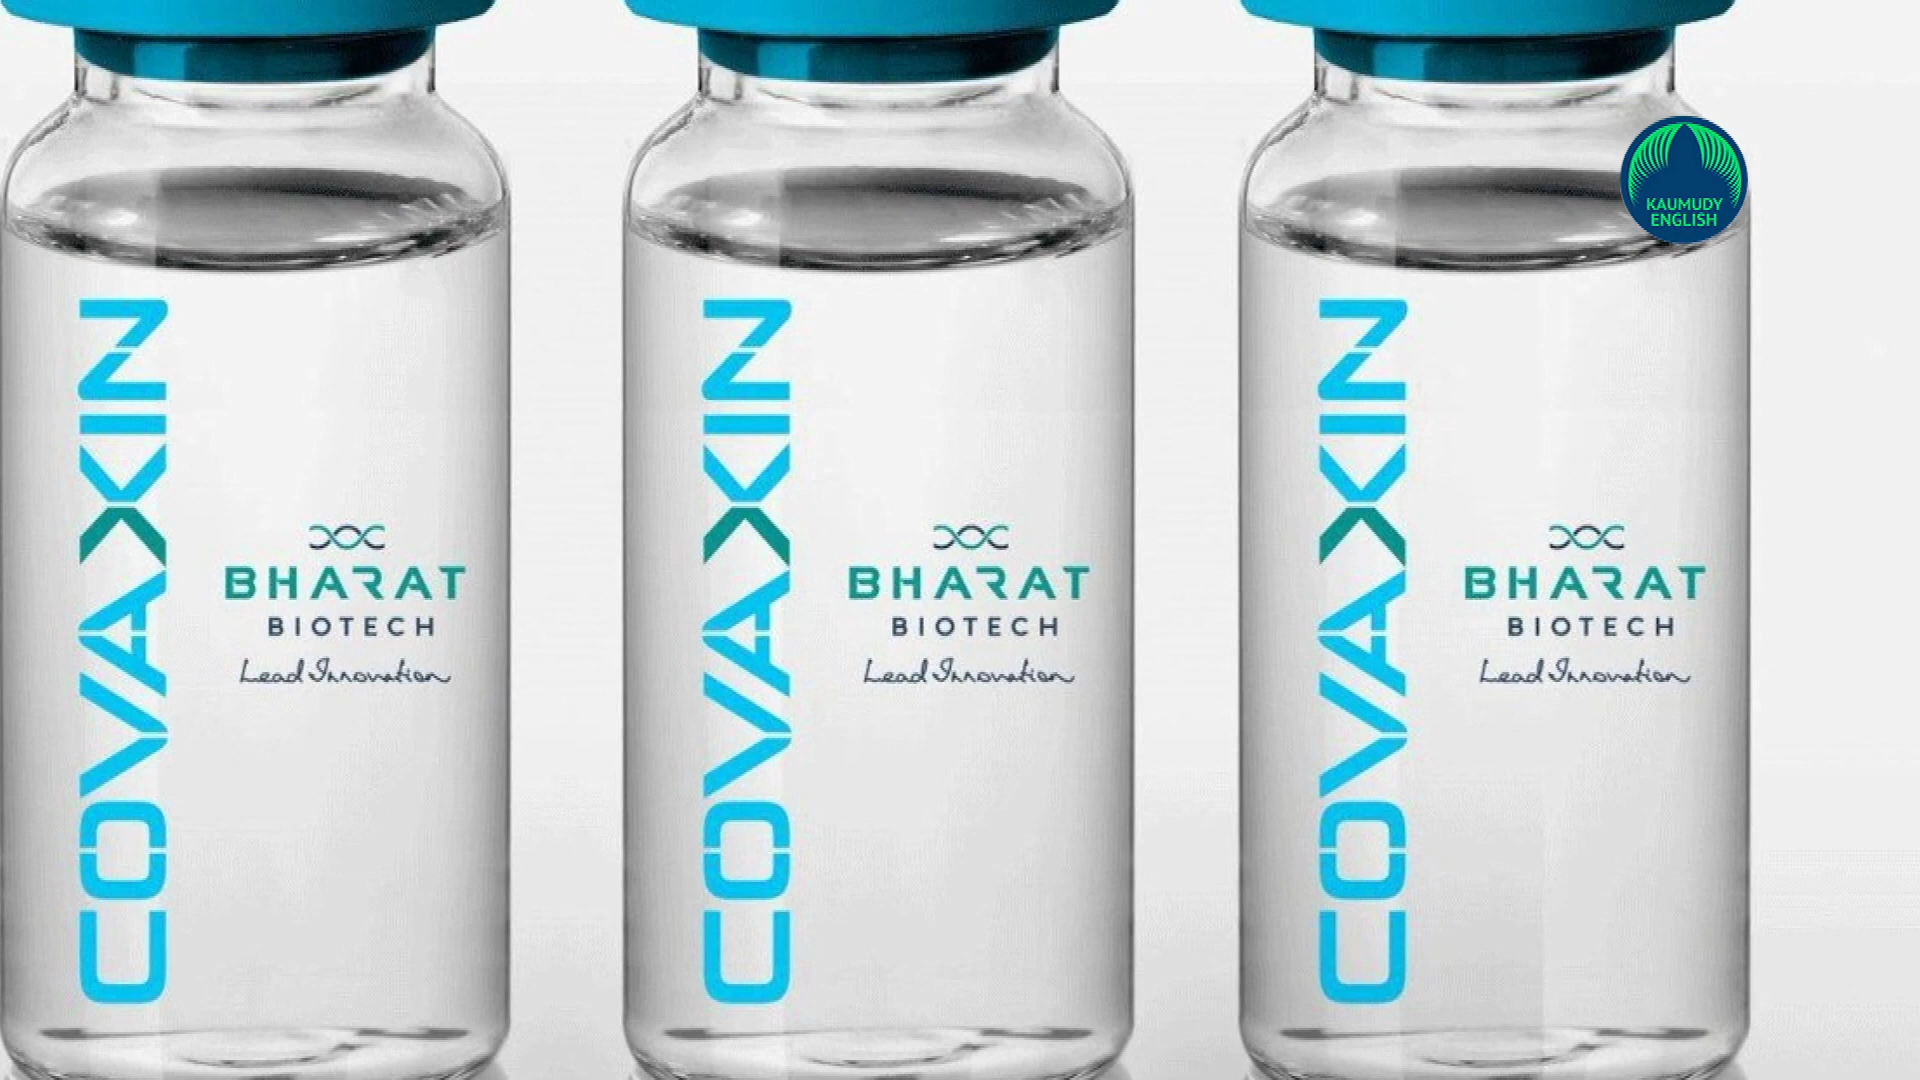 COVAXIN
BHARAT
BIOTECH
Lead Innovation
COVAXIN
BHARAT
BIOTECH
Lead Innovation
COVAXIN
BHARAT
BIOTECH
Lead Innovation
KAUMUDY
ENGLISH